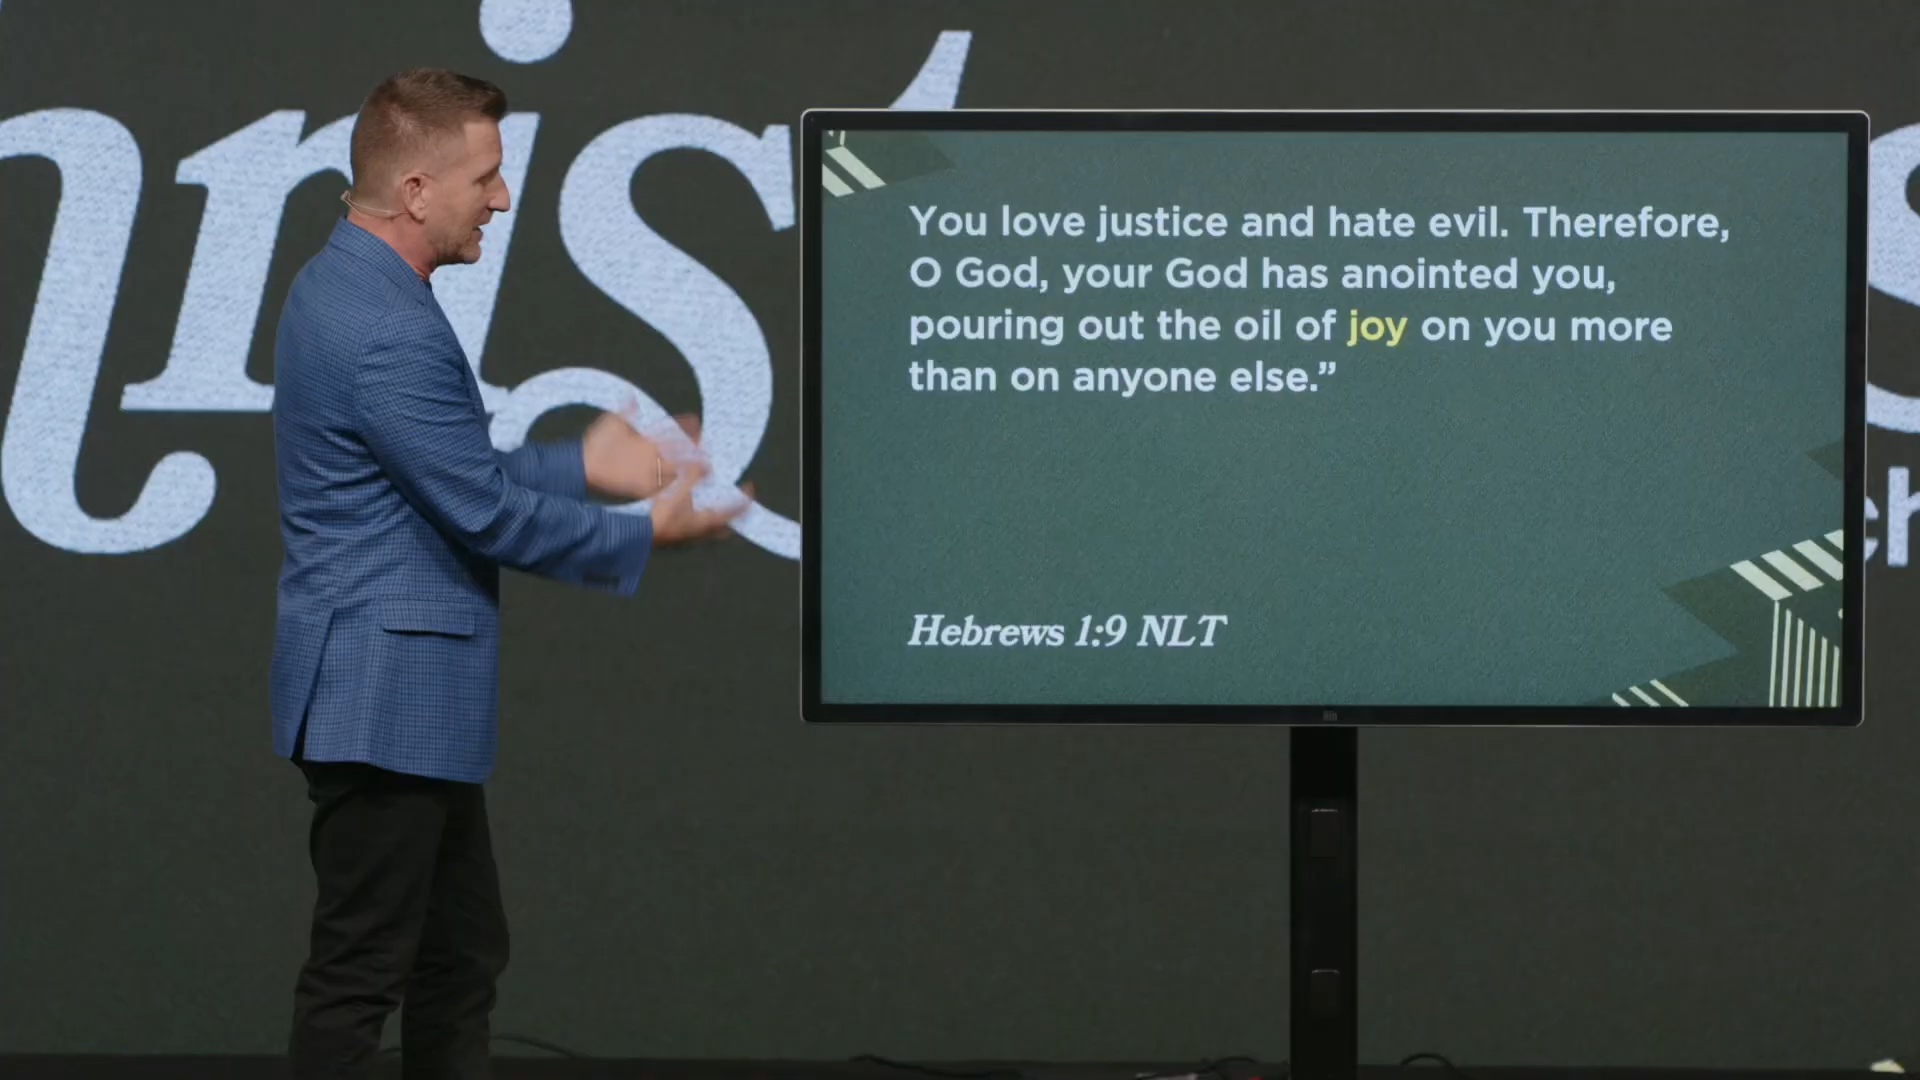 You love justice and hate evil. Therefore,
O God, your God has anointed you,
pouring out the oil of joy on you more
than on anyone else.”
Hebrews 1:9 NLT